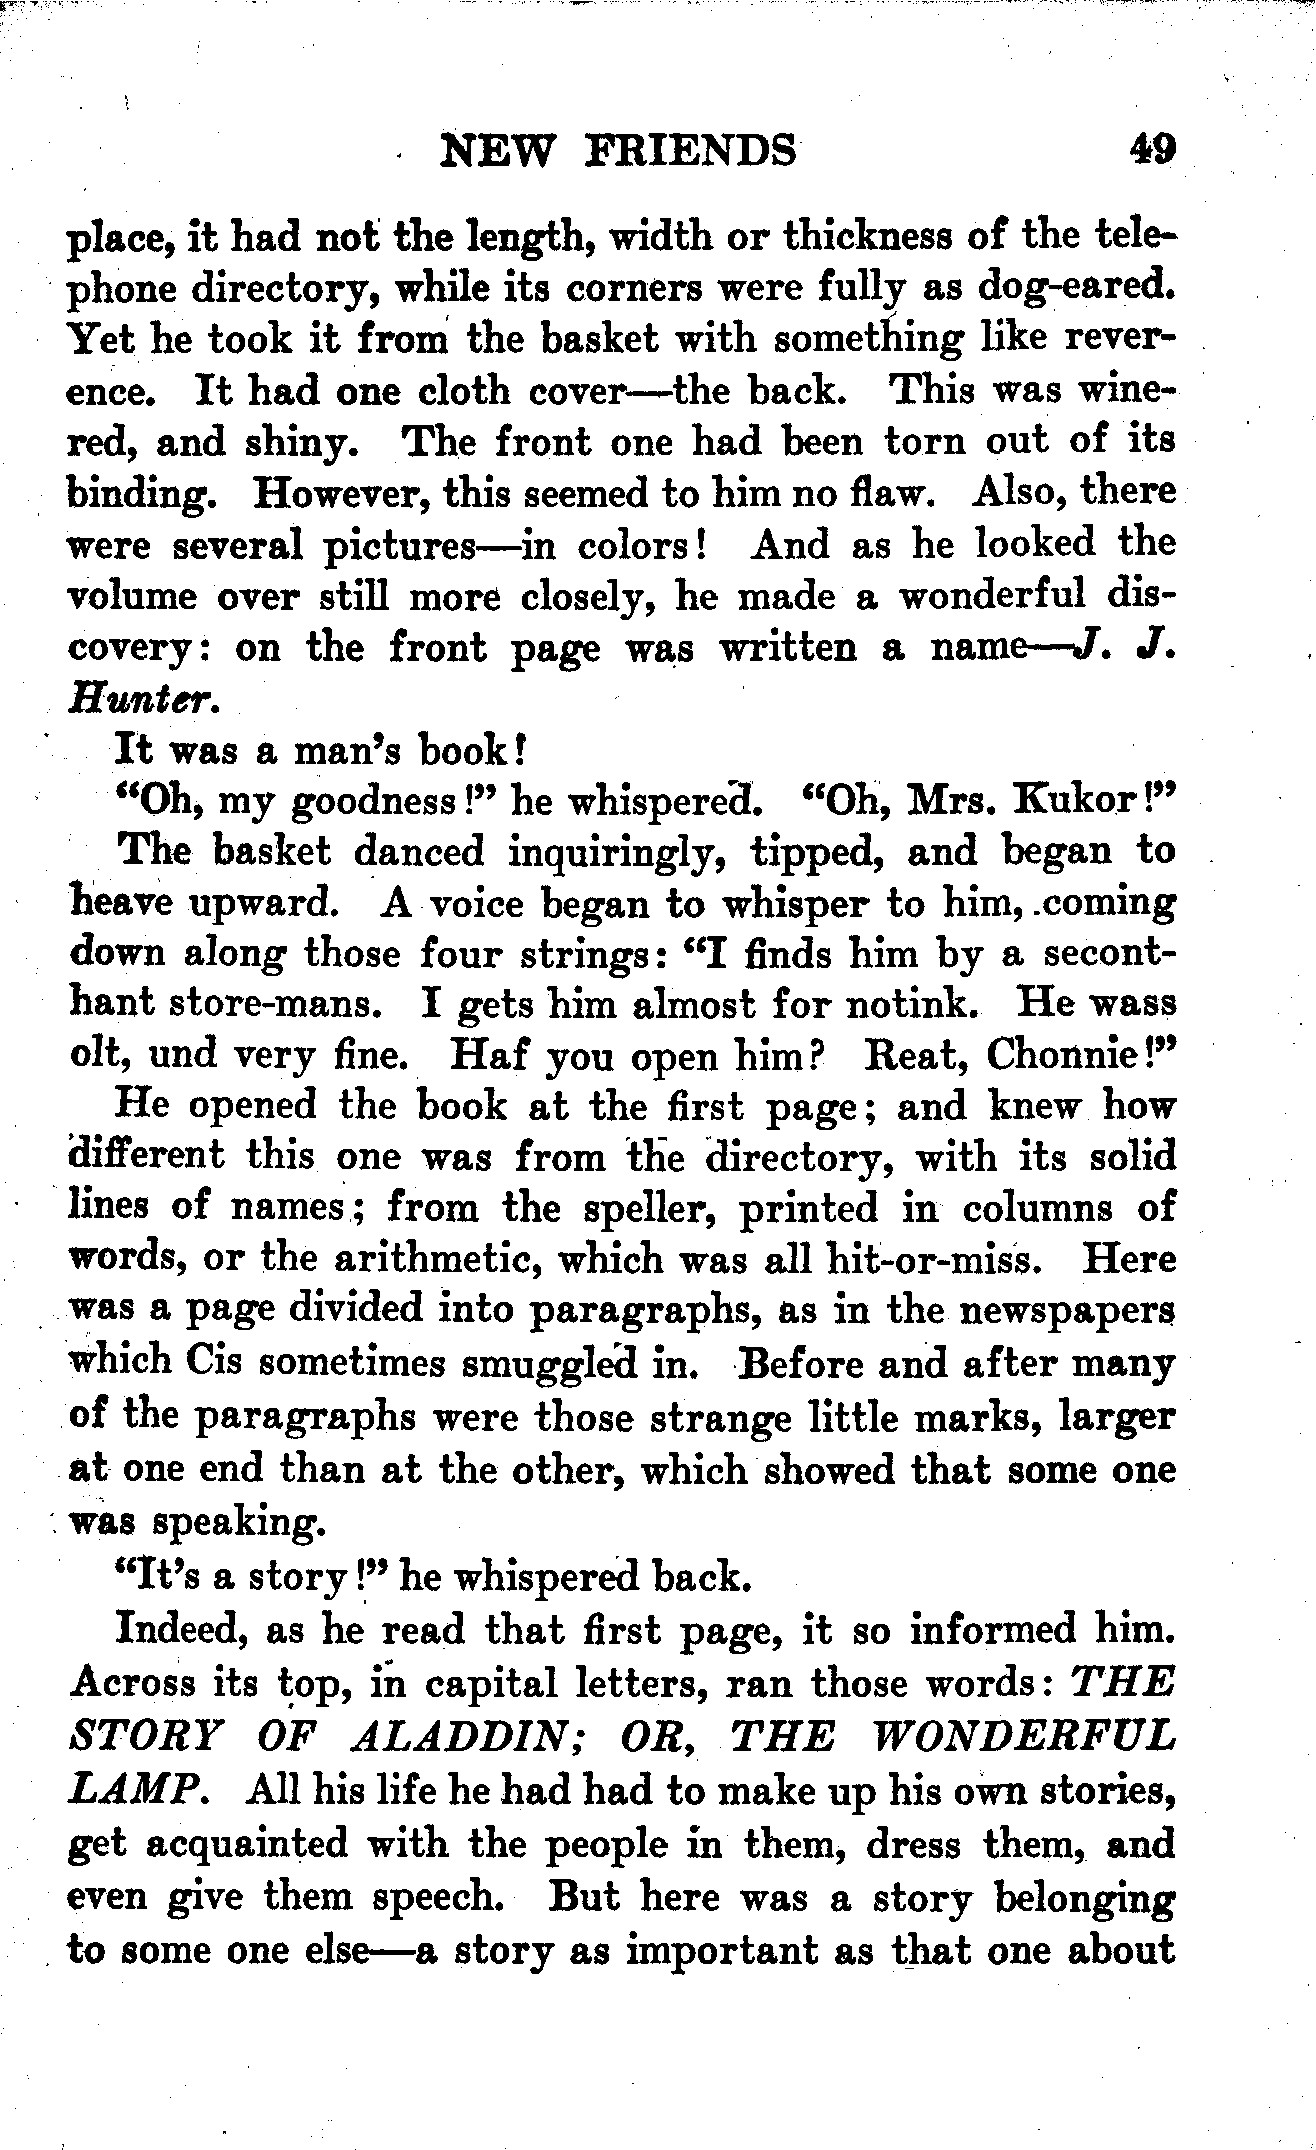 NEW FRIENDS 49
place, it had not the length, width or thickness of the tele-
phone directory, while its corners were fully as dog-eared.
Yet he took it from the basket with something like rever-
ence. It had one cloth cover—the back. This was wine-
red, and shiny. The front one had been torn out of its
binding. However, this seemed to him no flaw. Also, there
were several pictures—in colors! And as he looked the
volume over still more closely, he made a wonderful dis-
covery: on the front page was written a name—J. J.
Hunter.
It was a man's book!
“Oh, my goodness!” he whispered. “Oh, Mrs. Kukor!”
The basket danced inquiringly, tipped, and began to
heave upward. A voice began to whisper to him, coming
down along those four strings: “I finds him by a secont-
hant store-mans. I gets him almost for notink. He wass
olt, und very fine. Haf you open him? Reat, Chonnie!”
He opened the book at the first page; and knew how
different this one was from the directory, with its solid
lines of names; from the speller, printed in columns of
words, or the arithmetic, which was all hit-or-miss. Here
was a page divided into paragraphs, as in the newspapers
which Cis sometimes smuggled in. Before and after many
of the paragraphs were those strange little marks, larger
at one end than at the other, which showed that some one
was speaking.
“It's a story!” he whispered back.
Indeed, as he read that first page, it so informed him.
Across its top, in capital letters, ran those words: THE
STORY OF ALADDIN; OR, THE WONDERFUL
LAMP. All his life he had had to make up his own stories,
get acquainted with the people in them, dress them, and
even give them speech. But here was a story belonging
to some one else—a story as important as that one about